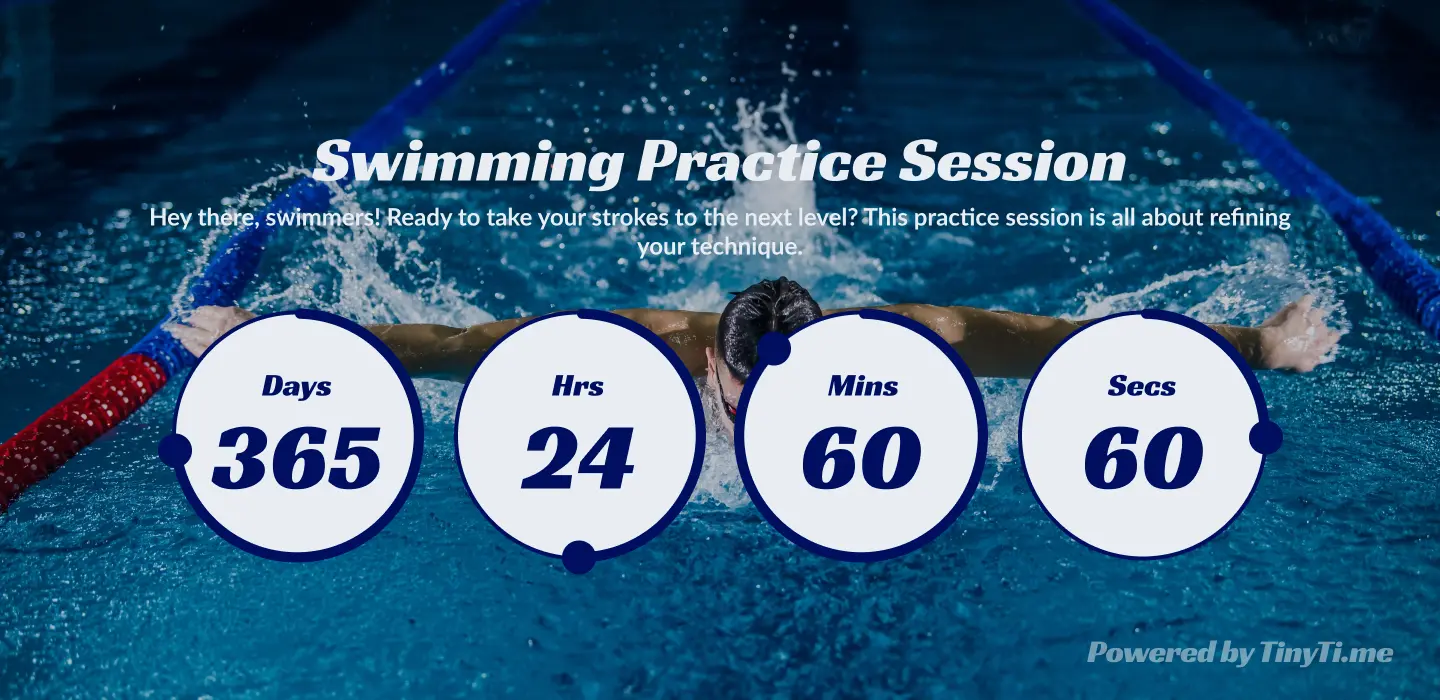 Swimming Practice Session
Hey there, swimmers! Ready to take your strokes to the next level? This practice session is all about refining
your technique.
Days
Hrs
Mins
Secs
365
24
60
60
Powered by TinyTi.me